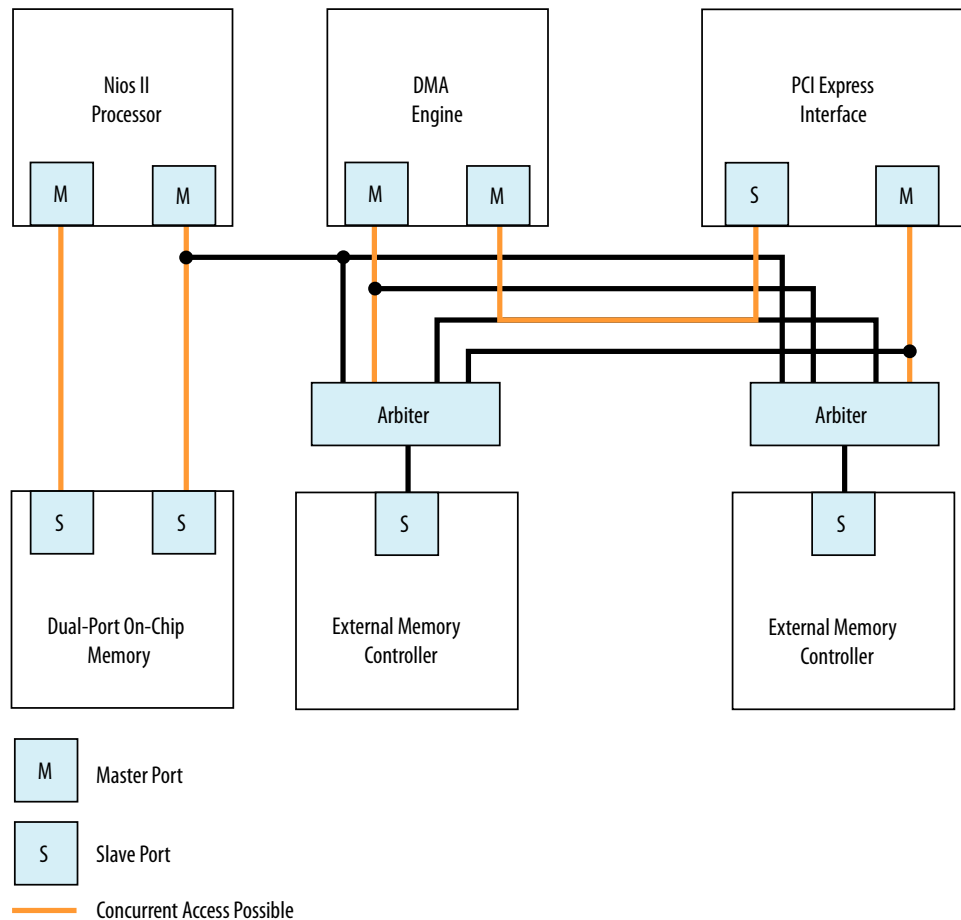 Nios II
Processor
DMA
Engine
PCI Express
Interface
M
M
M
M
S
M
Arbiter
Arbiter
S
S
S
S
Dual-Port On-Chip
Memory
External Memory
Controller
External Memory
Controller
M
Master Port
S
Slave Port
Concurrent Access Possible